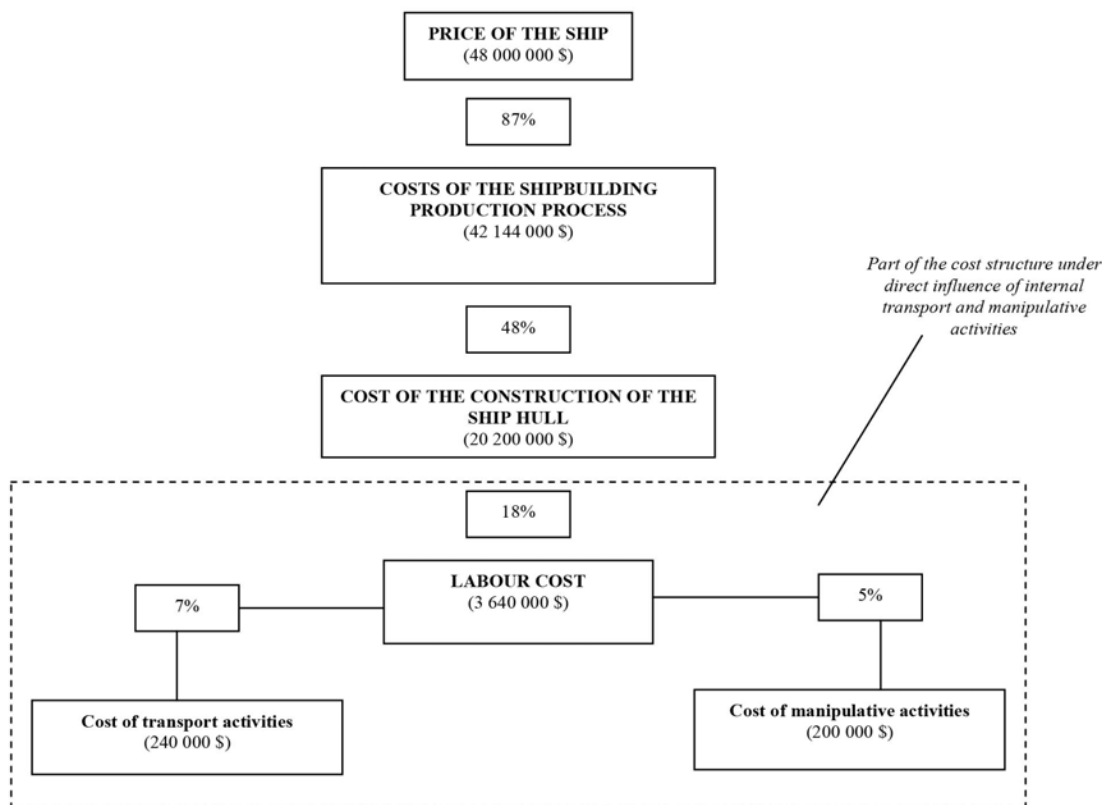 PRICE OF THE SHIP
(48 000 000 $)
87%
COSTS OF THE SHIPBUILDING
PRODUCTION PROCESS
(42 144 000 $)
Part of the cost structure under
direct influence of internal
transport and manipulative
activities
48%
COST OF THE CONSTRUCTION OF THE
SHIP HULL
(20 200 000 $)
18%
LABOUR COST
(3 640 000 $)
7%
5%
Cost of transport activities
(240 000 $)
Cost of manipulative activities
(200 000 $)